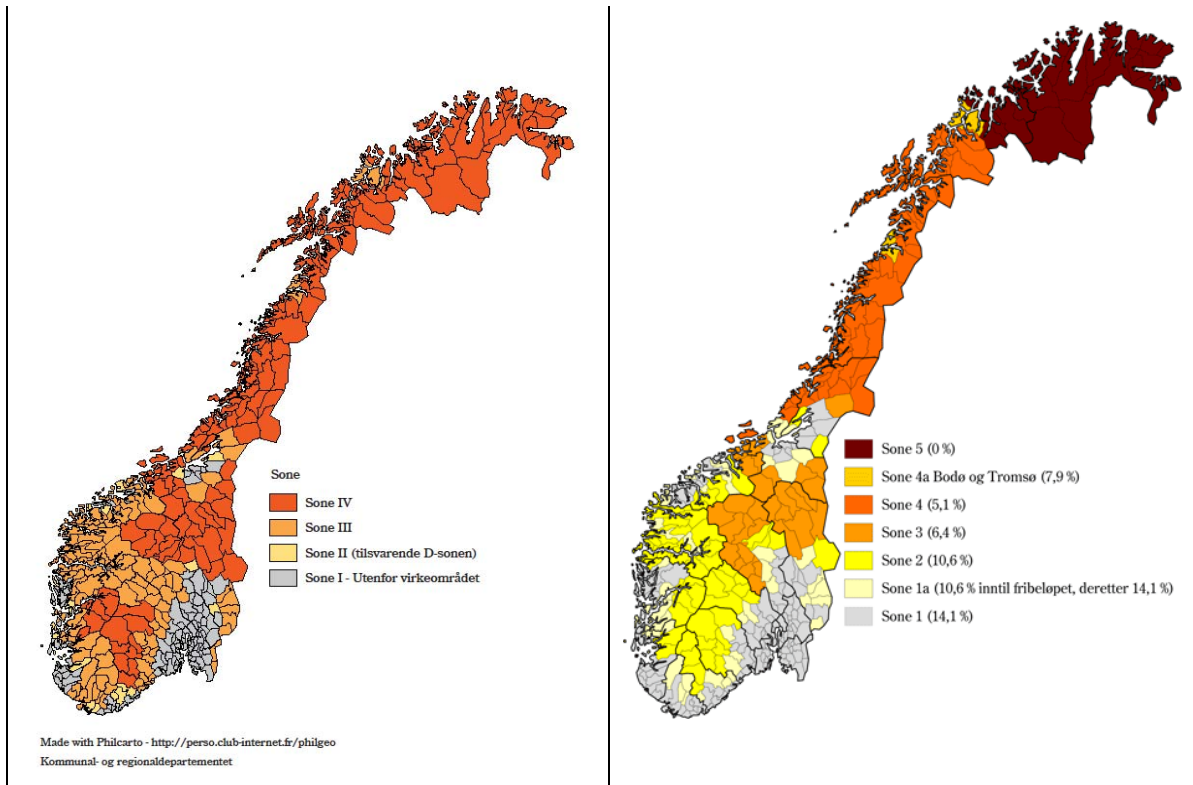 Sone
Sone IV
Sone III
Sone II (tilsvarende D-sonen)
Sone I - Utenfor virkeområdet
Made with Philcarto - http://perso.club-internet.fr/philgeo
Kommunal- og regionaldepartementet
Sone 5 (0 %)
Sone 4a Bodø og Tromsø (7,9 %)
Sone 4 (5,1 %)
Sone 3 (6,4 %)
Sone 2 (10,6 %)
Sone 1a (10,6 % inntil fribeløpet, deretter 14,1 %)
Sone 1 (14,1 %)